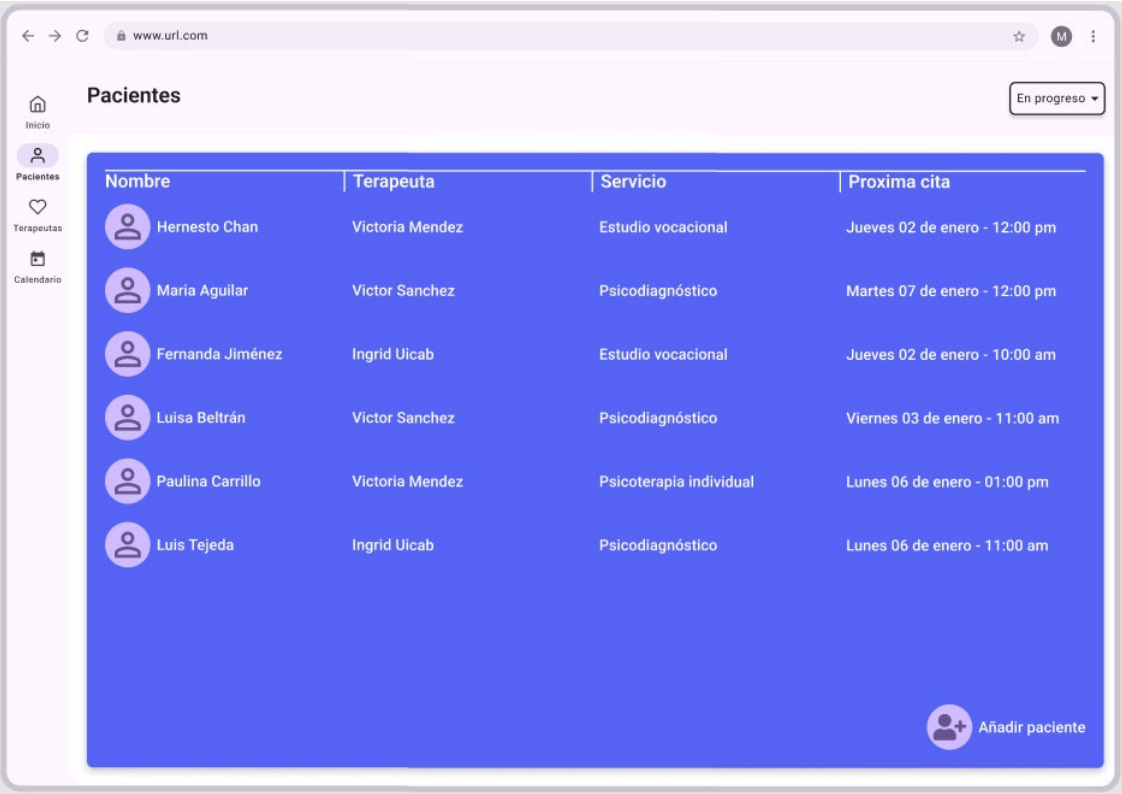 www.url.com
M
Pacientes
En progreso
Inicio
Pacientes
Terapeutas
Calendario
Nombre Terapeuta Servicio Proxima cita
Hernesto Chan Victoria Mendez Estudio vocacional Jueves 02 de enero - 12:00 pm
Maria Aguilar Victor Sanchez Psicodiagnóstico Martes 07 de enero - 12:00 pm
Fernanda Jiménez Ingrid Uicab Estudio vocacional Jueves 02 de enero - 10:00 am
Luisa Beltrán Victor Sanchez Psicodiagnóstico Viernes 03 de enero - 11:00 am
Paulina Carrillo Victoria Mendez Psicoterapia individual Lunes 06 de enero - 01:00 pm
Luis Tejeda Ingrid Uicab Psicodiagnóstico Lunes 06 de enero - 11:00 am
Añadir paciente